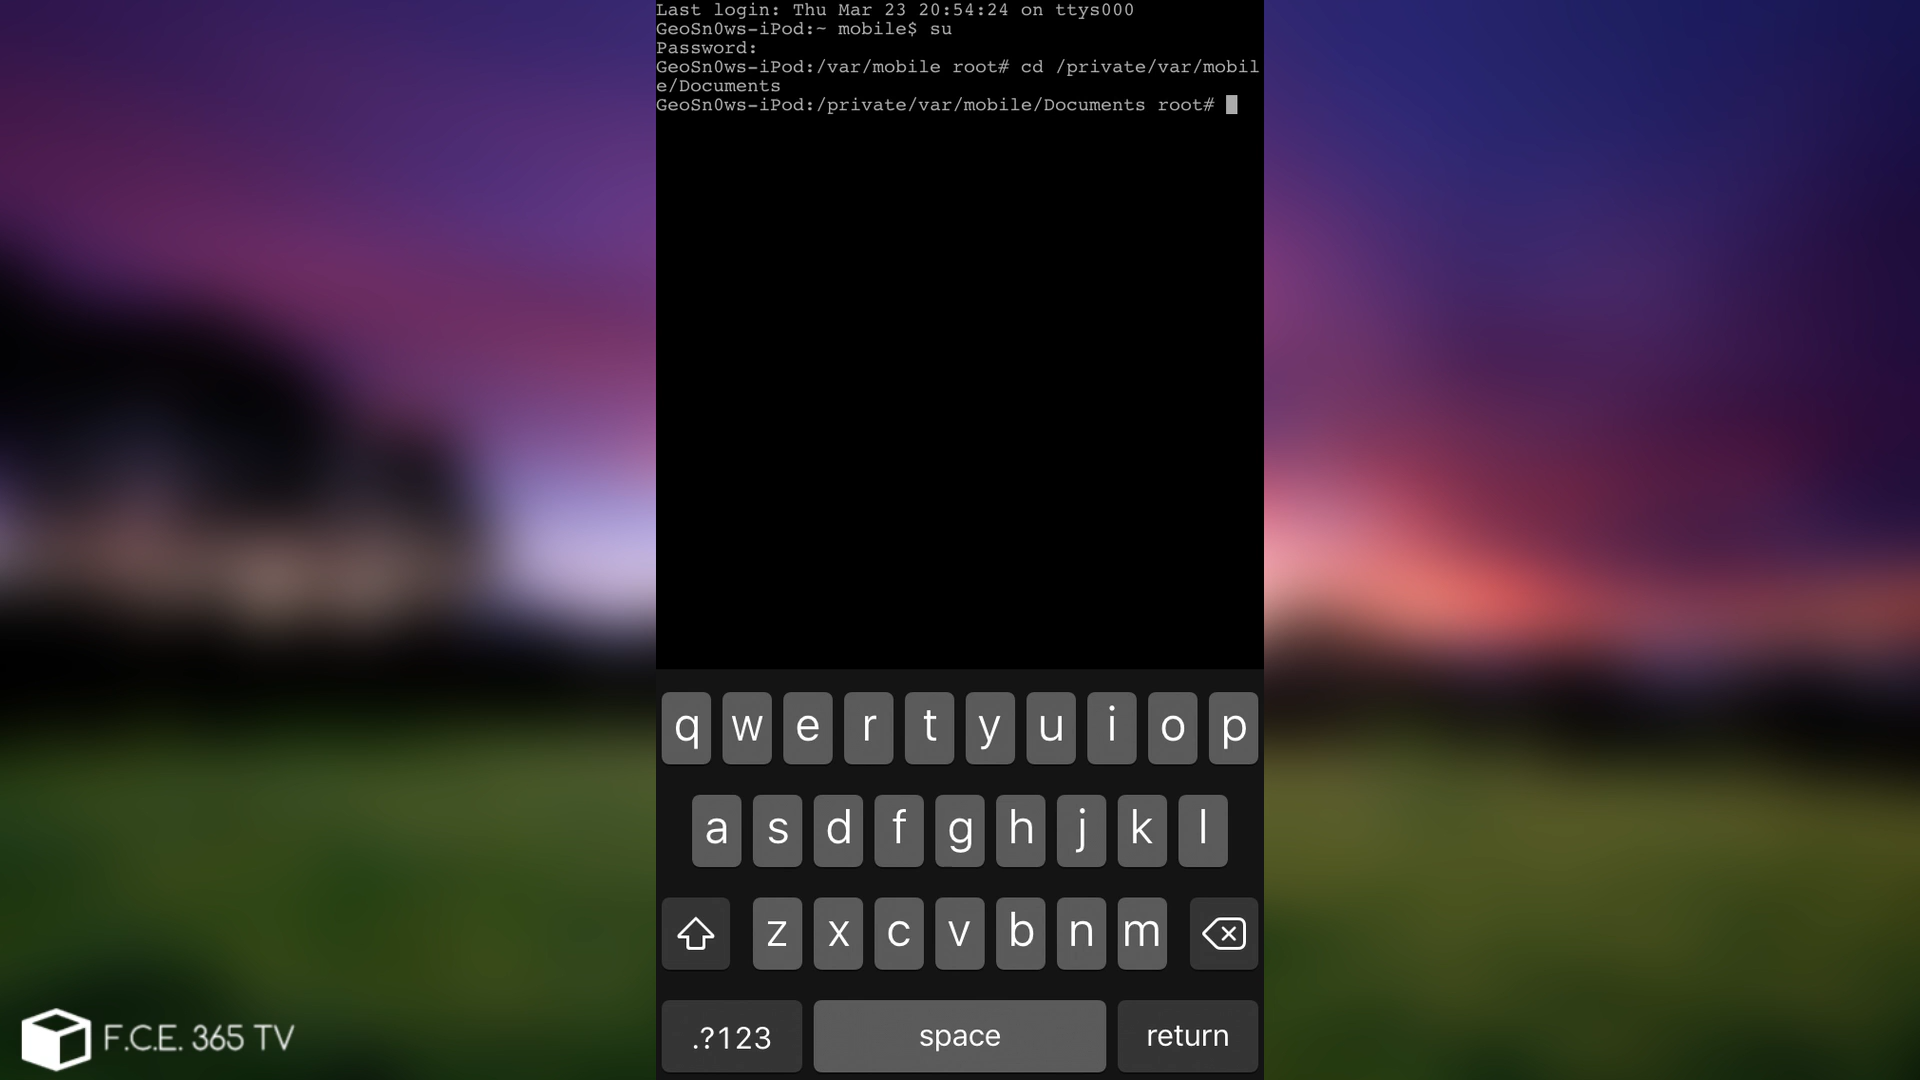 Last login: Thu Mar 23 20:54:24 on ttys000
GeoSn0ws-iPod:~ mobile$ su
Password:
GeoSn0ws-iPod:/var/mobile root# cd /private/var/mobil
e/Documents
GeoSn0ws-iPod:/private/var/mobile/Documents root#
q w e r t y u i o p
a s d f g h j k l
z x c v b n m
.?123 space return
F.C.E. 365 TV